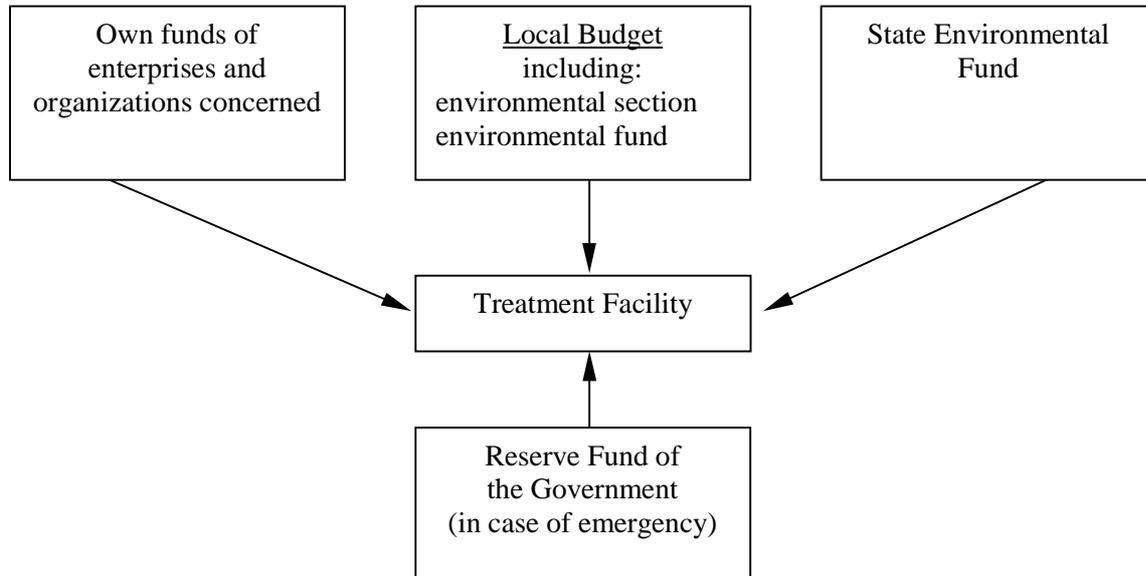 Own funds of
enterprises and
organizations concerned
Local Budget
including:
environmental section
environmental fund
State Environmental
Fund
Treatment Facility
Reserve Fund of
the Government
(in case of emergency)